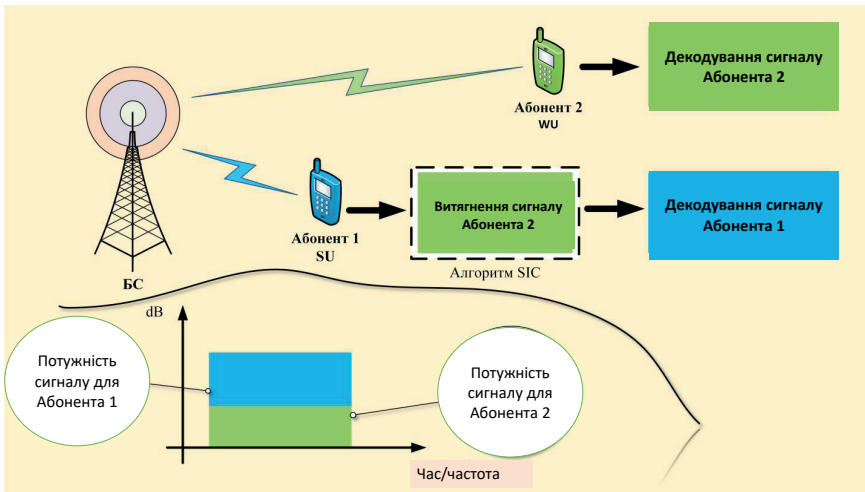 Декодування сигналу
Абонента 2
Абонент 2
WU
Витягнення сигналу
Абонента 2
Декодування сигналу
Абонента 1
Абонент 1
SU
Алгоритм SIC
БС
dB
Потужність
сигналу для
Абонента 1
Потужність
сигналу для
Абонента 2
Час/частота